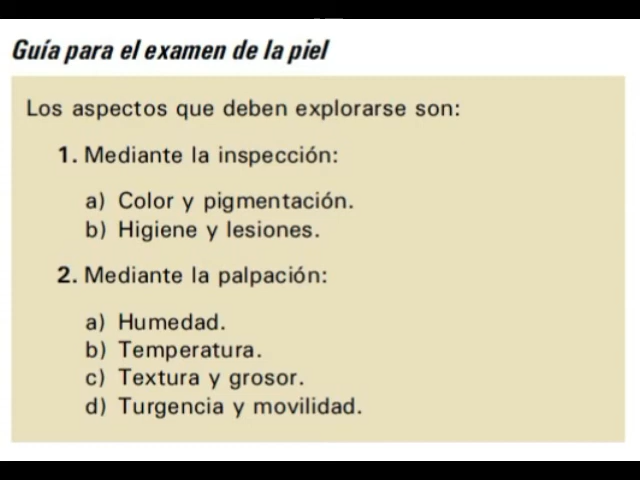 Guía para el examen de la piel
Los aspectos que deben explorarse son:
1. Mediante la inspección:
a) Color y pigmentación.
b) Higiene y lesiones.
2. Mediante la palpación:
a) Humedad.
b) Temperatura.
c) Textura y grosor.
d) Turgencia y movilidad.